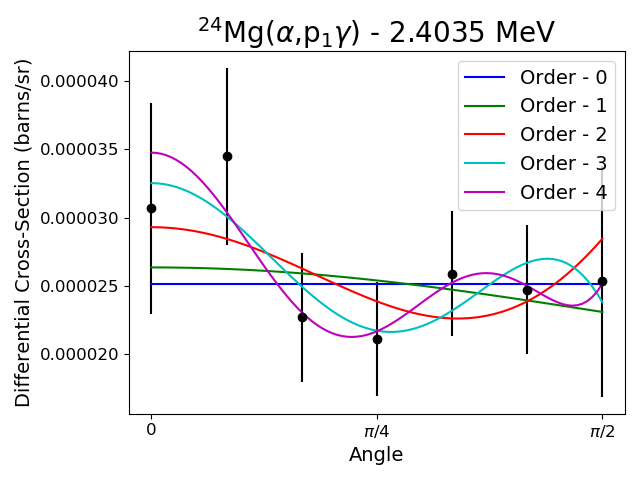 ²⁴Mg(α,p₁γ) - 2.4035 MeV
Differential Cross-Section (barns/sr)
0.000040
0.000035
0.000030
0.000025
0.000020
Order - 0
Order - 1
Order - 2
Order - 3
Order - 4
0
π/4
π/2
Angle